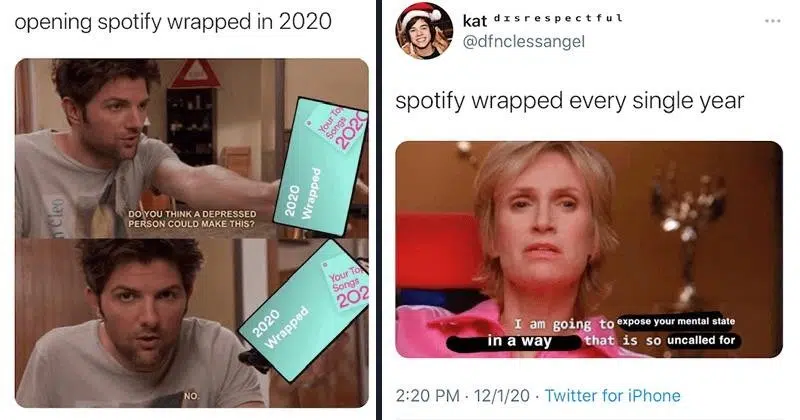 opening spotify wrapped in 2020
Your To
Songs
2020
2020
Wrapped
DO YOU THINK A DEPRESSED
PERSON COULD MAKE THIS?
Your Top
Songs
202
2020
Wrapped
NO.
kat ᴅɪsʀᴇsᴘᴇᴄᴛғᴜʟ
@dfnclessangel
spotify wrapped every single year
I am going to expose your mental state
in a way that is so uncalled for
2:20 PM · 12/1/20 · Twitter for iPhone